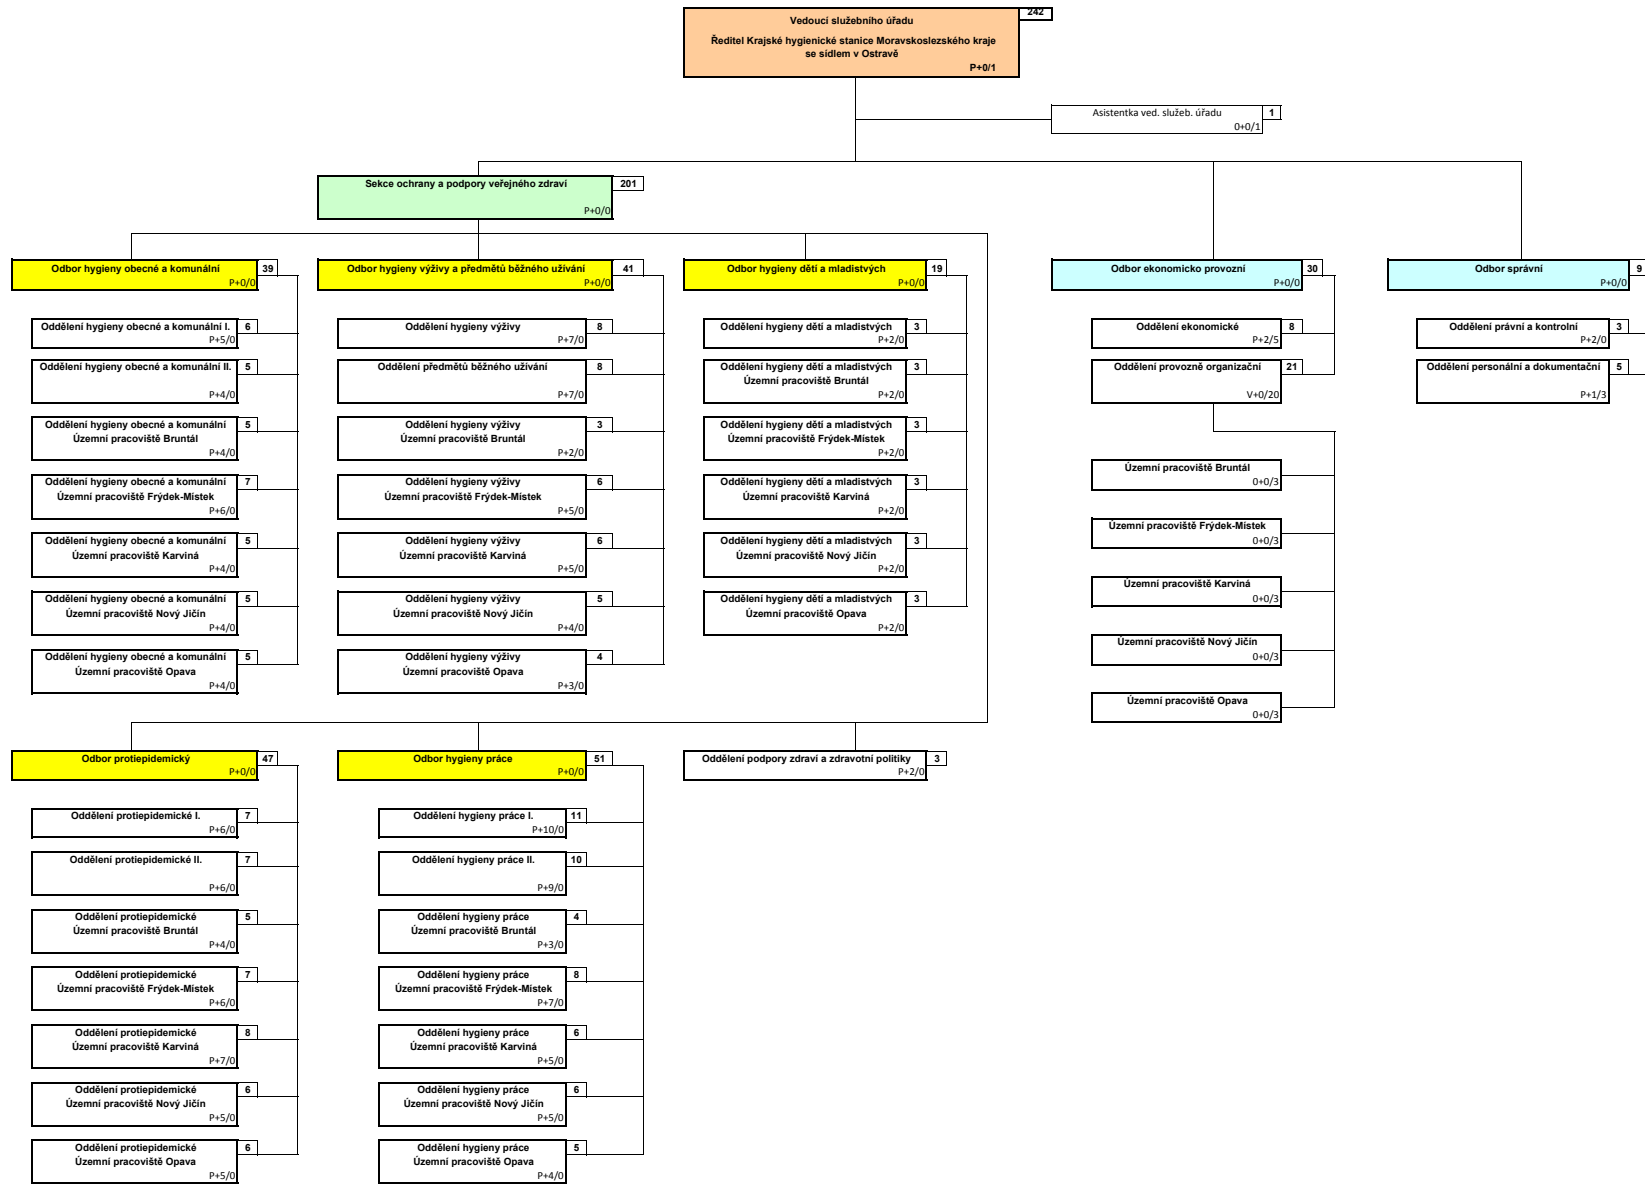 Vedoucí služebního úřadu
242
Ředitel Krajské hygienické stanice Moravskoslezského kraje
se sídlem v Ostravě
P+0/1
Asistentka ved. služeb. úřadu
1
0+0/1
Sekce ochrany a podpory veřejného zdraví
201
P+0/0
Odbor hygieny obecné a komunální
39
P+0/0
Oddělení hygieny obecné a komunální I.
6
P+5/0
Oddělení hygieny obecné a komunální II.
5
P+4/0
Oddělení hygieny obecné a komunální
5
Územní pracoviště Bruntál
P+4/0
Oddělení hygieny obecné a komunální
7
Územní pracoviště Frýdek-Místek
P+6/0
Oddělení hygieny obecné a komunální
5
Územní pracoviště Karviná
P+4/0
Oddělení hygieny obecné a komunální
5
Územní pracoviště Nový Jičín
P+4/0
Oddělení hygieny obecné a komunální
5
Územní pracoviště Opava
P+4/0
Odbor hygieny výživy a předmětů běžného užívání
41
P+0/0
Oddělení hygieny výživy
8
P+7/0
Oddělení předmětů běžného užívání
8
P+7/0
Oddělení hygieny výživy
3
Územní pracoviště Bruntál
P+2/0
Oddělení hygieny výživy
6
Územní pracoviště Frýdek-Místek
P+5/0
Oddělení hygieny výživy
6
Územní pracoviště Karviná
P+5/0
Oddělení hygieny výživy
5
Územní pracoviště Nový Jičín
P+4/0
Oddělení hygieny výživy
4
Územní pracoviště Opava
P+3/0
Odbor hygieny dětí a mladistvých
19
P+0/0
Oddělení hygieny dětí a mladistvých
3
P+2/0
Oddělení hygieny dětí a mladistvých
3
Územní pracoviště Bruntál
P+2/0
Oddělení hygieny dětí a mladistvých
3
Územní pracoviště Frýdek-Místek
P+2/0
Oddělení hygieny dětí a mladistvých
3
Územní pracoviště Karviná
P+2/0
Oddělení hygieny dětí a mladistvých
3
Územní pracoviště Nový Jičín
P+2/0
Oddělení hygieny dětí a mladistvých
3
Územní pracoviště Opava
P+2/0
Odbor ekonomicko provozní
30
P+0/0
Oddělení ekonomické
8
P+2/5
Oddělení provozně organizační
21
V+0/20
Územní pracoviště Bruntál
0+0/3
Územní pracoviště Frýdek-Místek
0+0/3
Územní pracoviště Karviná
0+0/3
Územní pracoviště Nový Jičín
0+0/3
Územní pracoviště Opava
0+0/3
Odbor správní
9
P+0/0
Oddělení právní a kontrolní
3
P+2/0
Oddělení personální a dokumentační
5
P+1/3
Odbor protiepidemický
47
P+0/0
Oddělení protiepidemické I.
7
P+6/0
Oddělení protiepidemické II.
7
P+6/0
Oddělení protiepidemické
5
Územní pracoviště Bruntál
P+4/0
Oddělení protiepidemické
7
Územní pracoviště Frýdek-Místek
P+6/0
Oddělení protiepidemické
8
Územní pracoviště Karviná
P+7/0
Oddělení protiepidemické
6
Územní pracoviště Nový Jičín
P+5/0
Oddělení protiepidemické
6
Územní pracoviště Opava
P+5/0
Odbor hygieny práce
51
P+0/0
Oddělení hygieny práce I.
11
P+10/0
Oddělení hygieny práce II.
10
P+9/0
Oddělení hygieny práce
4
Územní pracoviště Bruntál
P+3/0
Oddělení hygieny práce
8
Územní pracoviště Frýdek-Místek
P+7/0
Oddělení hygieny práce
6
Územní pracoviště Karviná
P+5/0
Oddělení hygieny práce
6
Územní pracoviště Nový Jičín
P+5/0
Oddělení hygieny práce
5
Územní pracoviště Opava
P+4/0
Oddělení podpory zdraví a zdravotní politiky
3
P+2/0